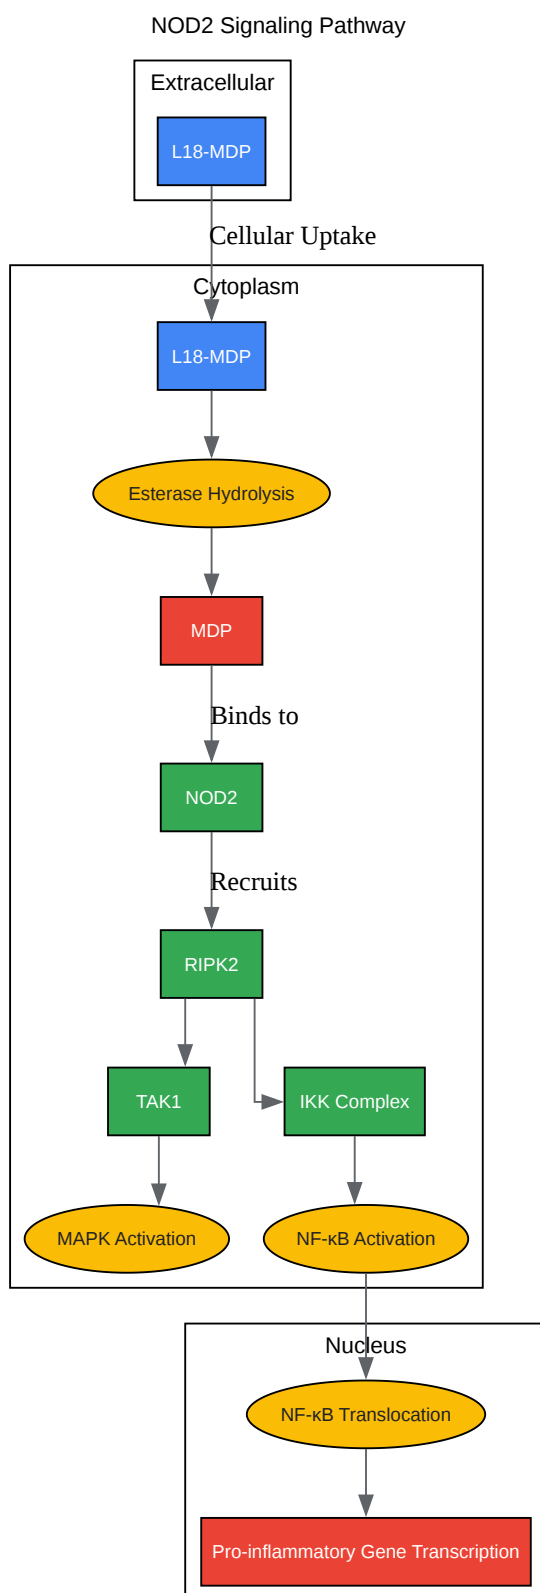 NOD2 Signaling Pathway
Extracellular
L18-MDP
Cellular Uptake
Cytoplasm
L18-MDP
Esterase Hydrolysis
MDP
Binds to
NOD2
Recruits
RIPK2
TAK1
IKK Complex
MAPK Activation
NF-κB Activation
Nucleus
NF-κB Translocation
Pro-inflammatory Gene Transcription